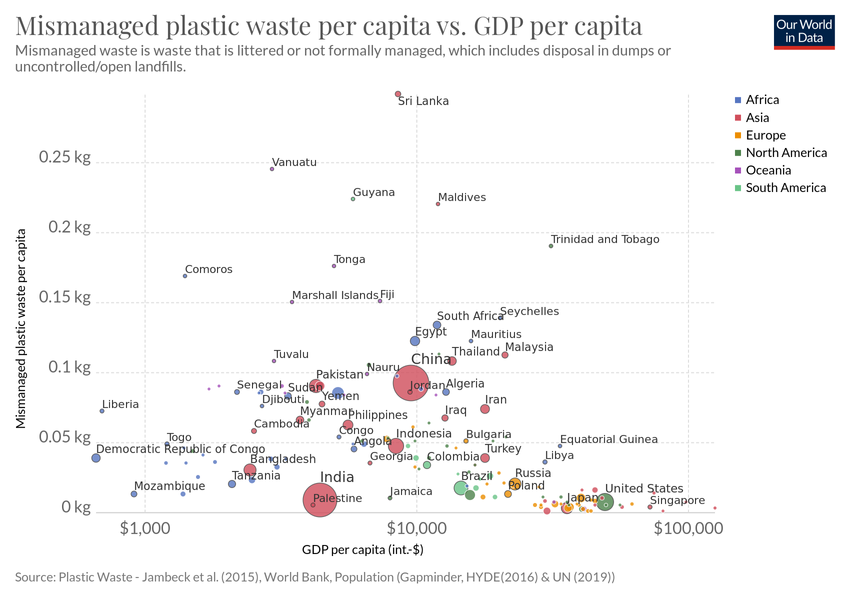 Mismanaged plastic waste per capita vs. GDP per capita
Our World
in Data
Mismanaged waste is waste that is littered or not formally managed, which includes disposal in dumps or
uncontrolled/open landfills.
Africa
Asia
Europe
North America
Oceania
South America
Mismanaged plastic waste per capita
0.25 kg
0.2 kg
0.15 kg
0.1 kg
0.05 kg
0 kg
Sri Lanka
Vanuatu
Guyana
Maldives
Trinidad and Tobago
Tonga
Comoros
Marshall Islands
Fiji
South Africa
Seychelles
Egypt
Mauritius
Thailand
Malaysia
Tuvalu
China
Nauru
Pakistan
Senegal
Sudan
Jordan
Algeria
Yemen
Djibouti
Iran
Liberia
Myanmar
Philippines
Iraq
Cambodia
Congo
Indonesia
Bulgaria
Togo
Angola
Equatorial Guinea
Democratic Republic of Congo
Turkey
Bangladesh
Georgia
Colombia
Libya
Tanzania
India
Brazil
Russia
Mozambique
Poland
Palestine
Jamaica
Japan
United States
Singapore
$1,000
$10,000
$100,000
GDP per capita (int.-$)
Source: Plastic Waste - Jambeck et al. (2015), World Bank, Population (Gapminder, HYDE(2016) & UN (2019))